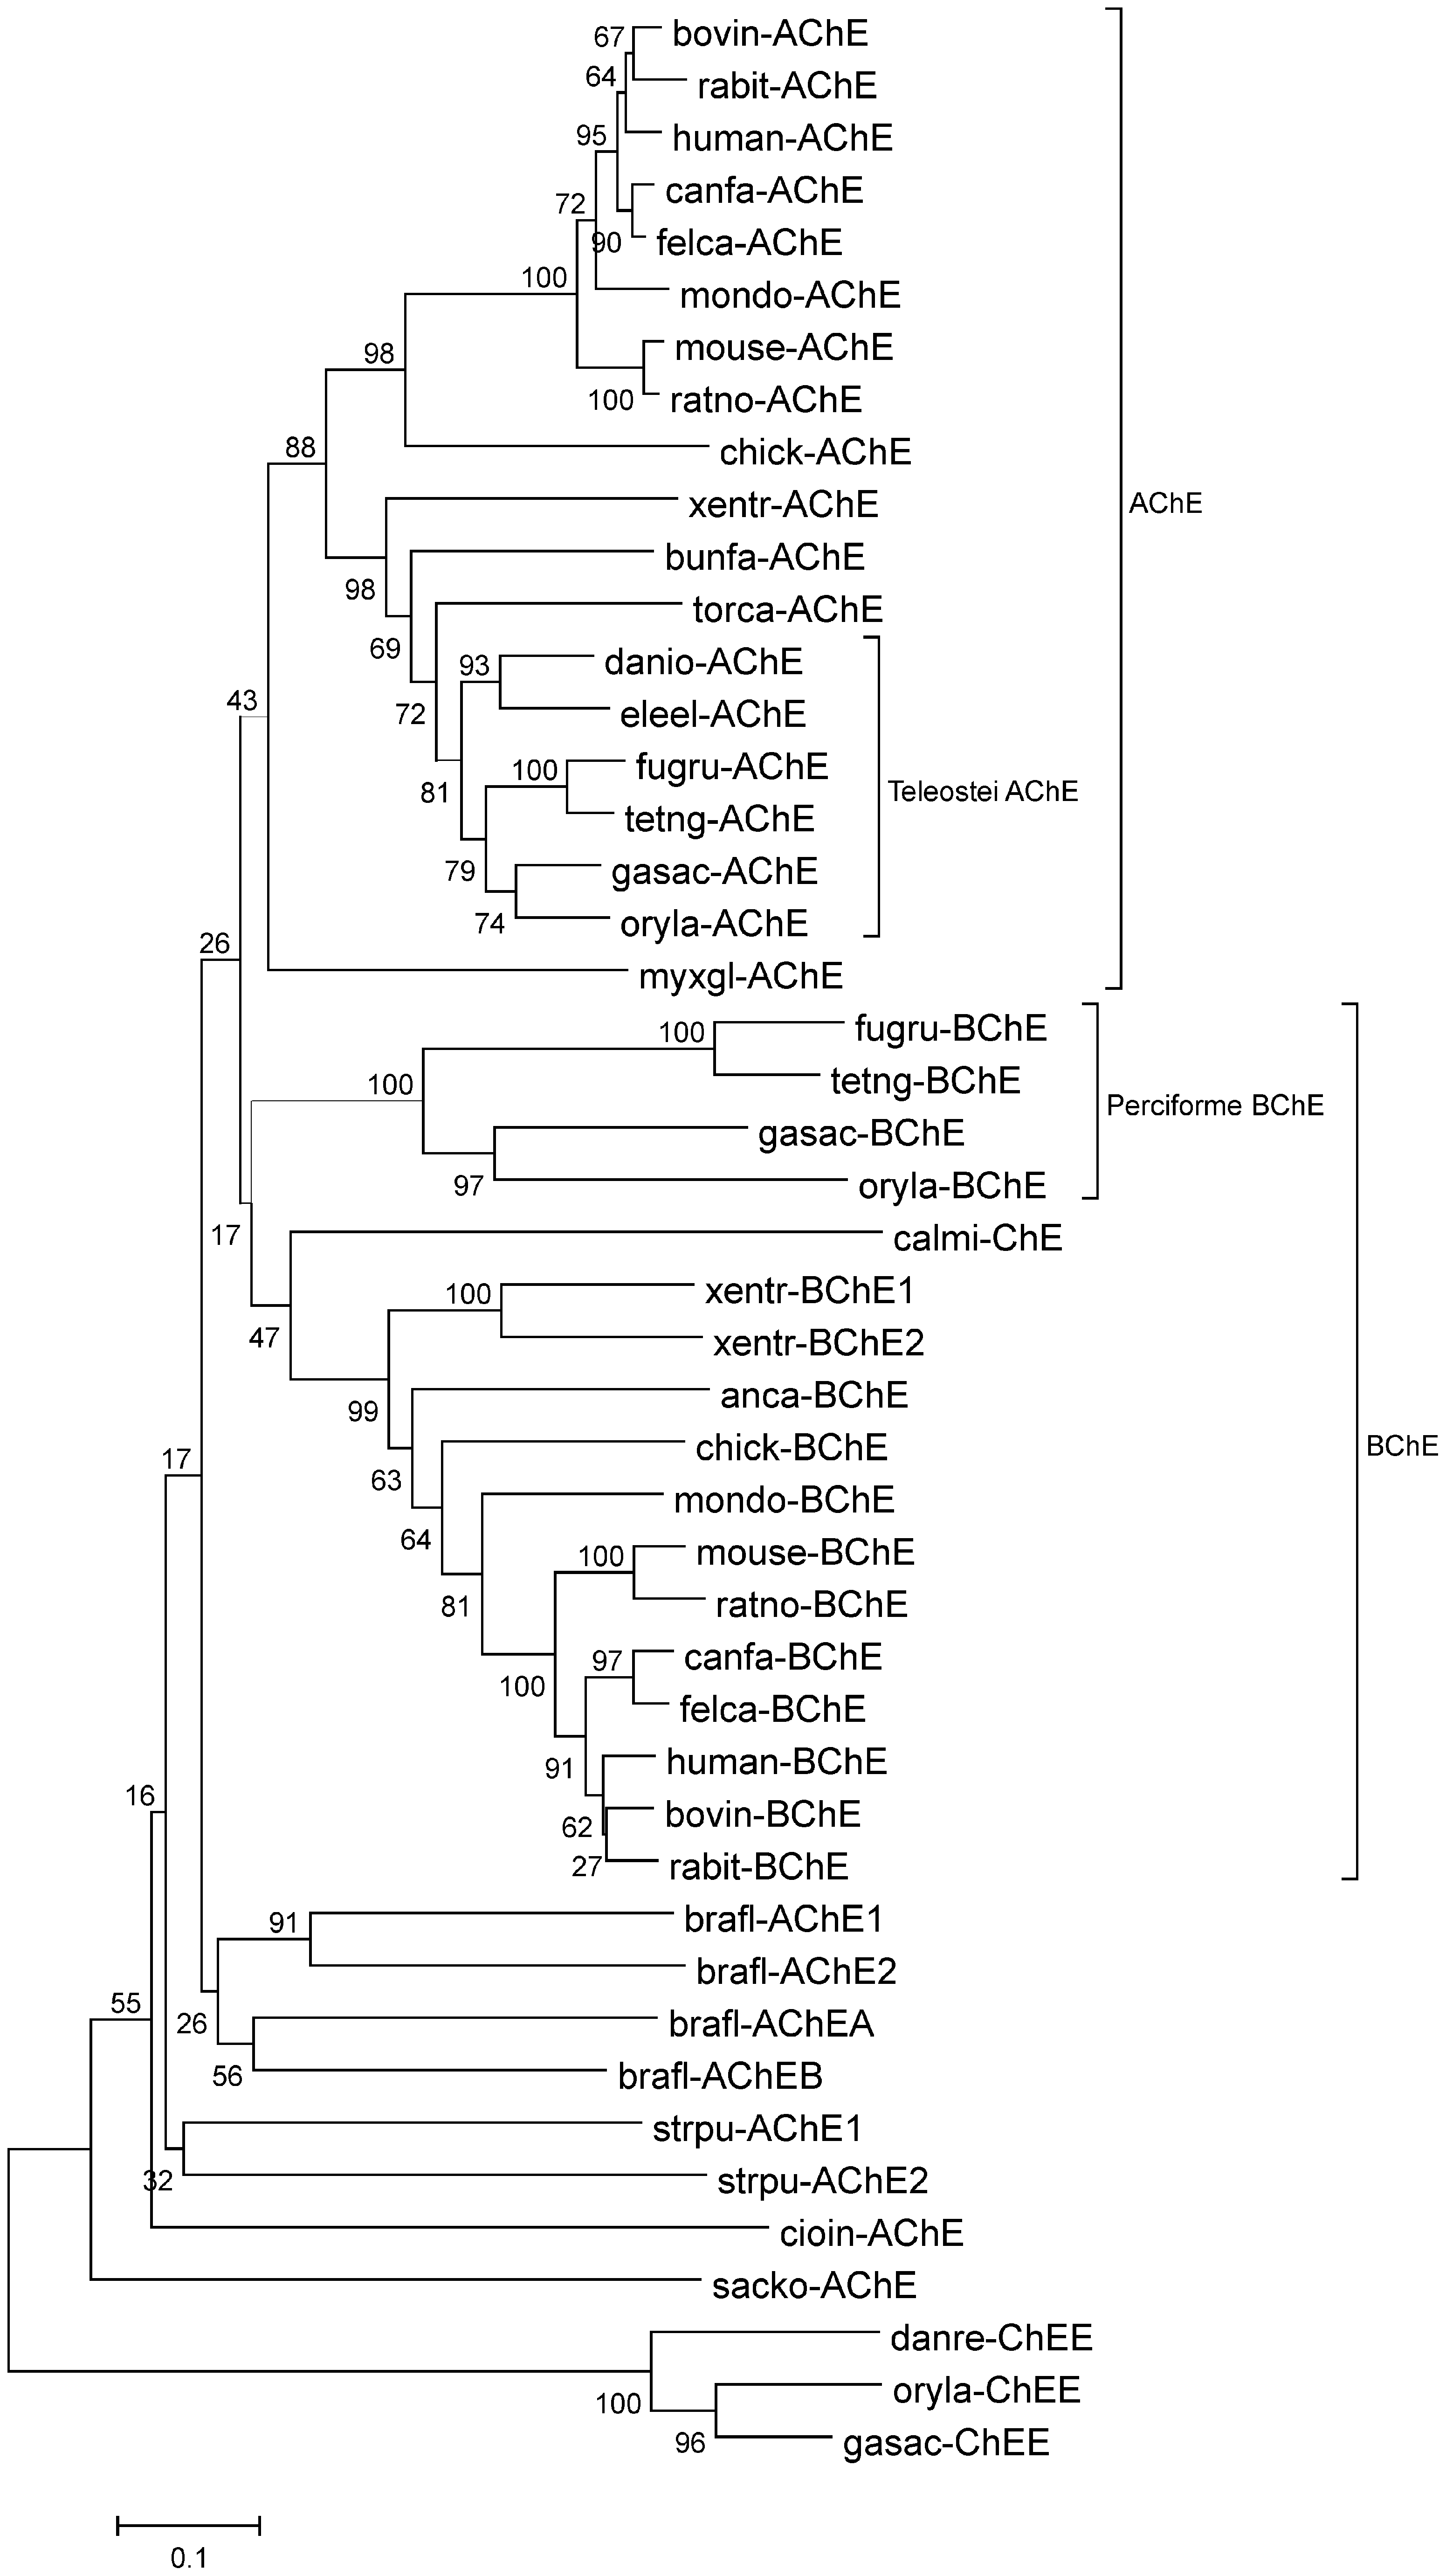 67
bovin-AChE
64
rabit-AChE
95
human-AChE
72
canfa-AChE
90
felca-AChE
100
mondo-AChE
98
mouse-AChE
100
ratno-AChE
88
chick-AChE
xentr-AChE
AChE
98
bunfa-AChE
69
torca-AChE
93
danio-AChE
43
72
eleel-AChE
100
fugru-AChE
81
Teleostei AChE
tetng-AChE
79
gasac-AChE
74
oryla-AChE
26
myxgl-AChE
100
fugru-BChE
100
tetng-BChE
Perciforme BChE
gasac-BChE
97
oryla-BChE
17
calmi-ChE
100
xentr-BChE1
47
xentr-BChE2
99
anca-BChE
17
chick-BChE
BChE
63
mondo-BChE
64
100
mouse-BChE
81
ratno-BChE
97
canfa-BChE
100
felca-BChE
91
human-BChE
16
62
bovin-BChE
27
rabit-BChE
91
brafl-AChE1
brafl-AChE2
55
26
brafl-AChEA
56
brafl-AChEB
strpu-AChE1
32
strpu-AChE2
cioin-AChE
sacko-AChE
danre-ChEE
100
oryla-ChEE
96
gasac-ChEE
0.1